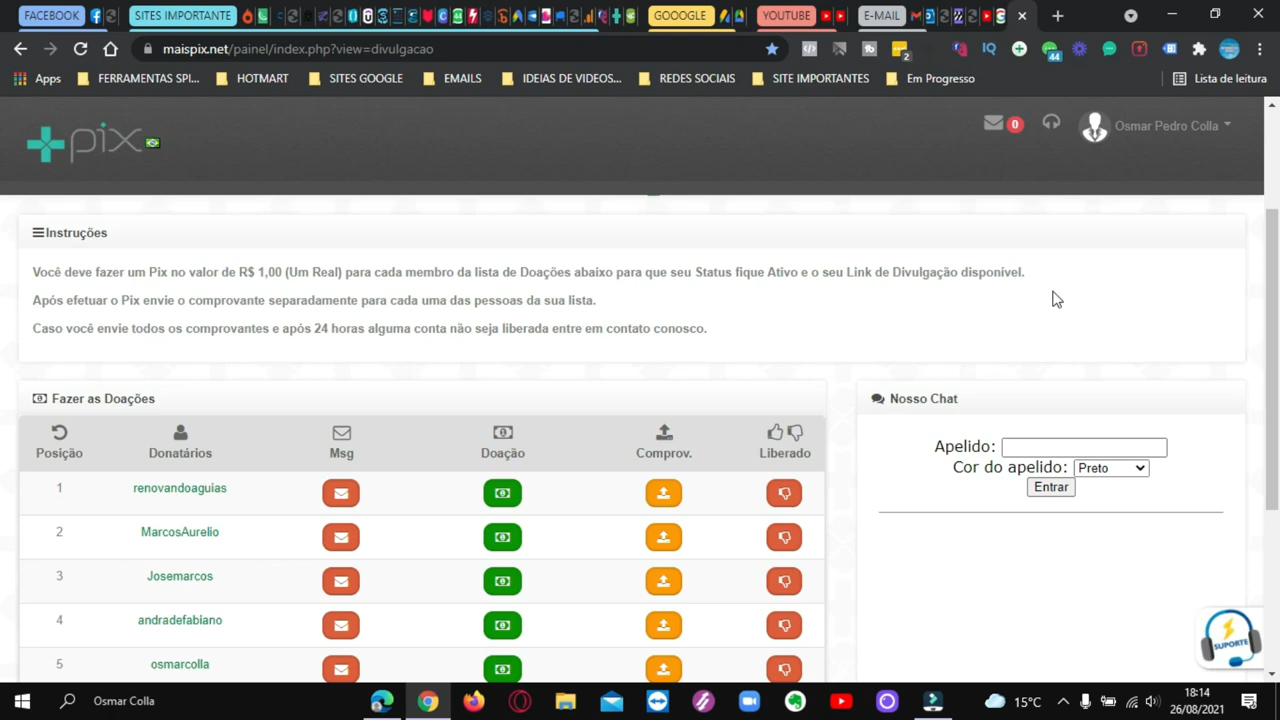 FACEBOOK
SITES IMPORTANTE
GOOOGLE
YOUTUBE
E-MAIL
maispix.net/painel/index.php?view=divulgacao
IQ
2
44
Apps
FERRAMENTAS SPI...
HOTMART
SITES GOOGLE
EMAILS
IDEIAS DE VIDEOS...
REDES SOCIAIS
SITE IMPORTANTES
Em Progresso
Lista de leitura
pix
0
Osmar Pedro Colla
Instruções
Você deve fazer um Pix no valor de R$ 1,00 (Um Real) para cada membro da lista de Doações abaixo para que seu Status fique Ativo e o seu Link de Divulgação disponível.
Após efetuar o Pix envie o comprovante separadamente para cada uma das pessoas da sua lista.
Caso você envie todos os comprovantes e após 24 horas alguma conta não seja liberada entre em contato conosco.
Fazer as Doações
Posição Donatários Msg Doação Comprov. Liberado
1 renovandoaguias
2 MarcosAurelio
3 Josemarcos
4 andradefabiano
5 osmarcolla
Nosso Chat
Apelido:
Cor do apelido: Preto
Entrar
SUPORTE
Osmar Colla
15°C
18:14
26/08/2021